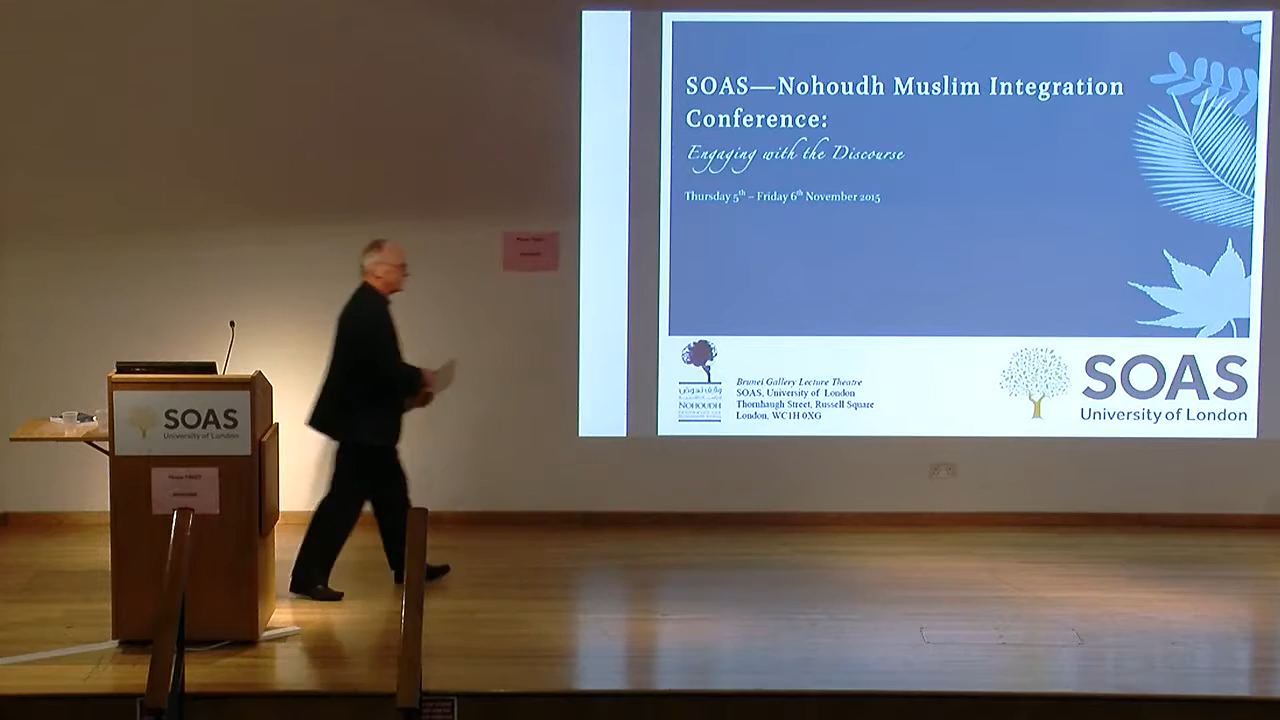 SOAS—Nohoudh Muslim Integration
Conference:
Engaging with the Discourse
Thursday 5th – Friday 6th November 2015
NOHOUDH
Brunei Gallery Lecture Theatre
SOAS, University of London
Thornhaugh Street, Russell Square
London, WC1H 0XG
SOAS
University of London
SOAS
University of London